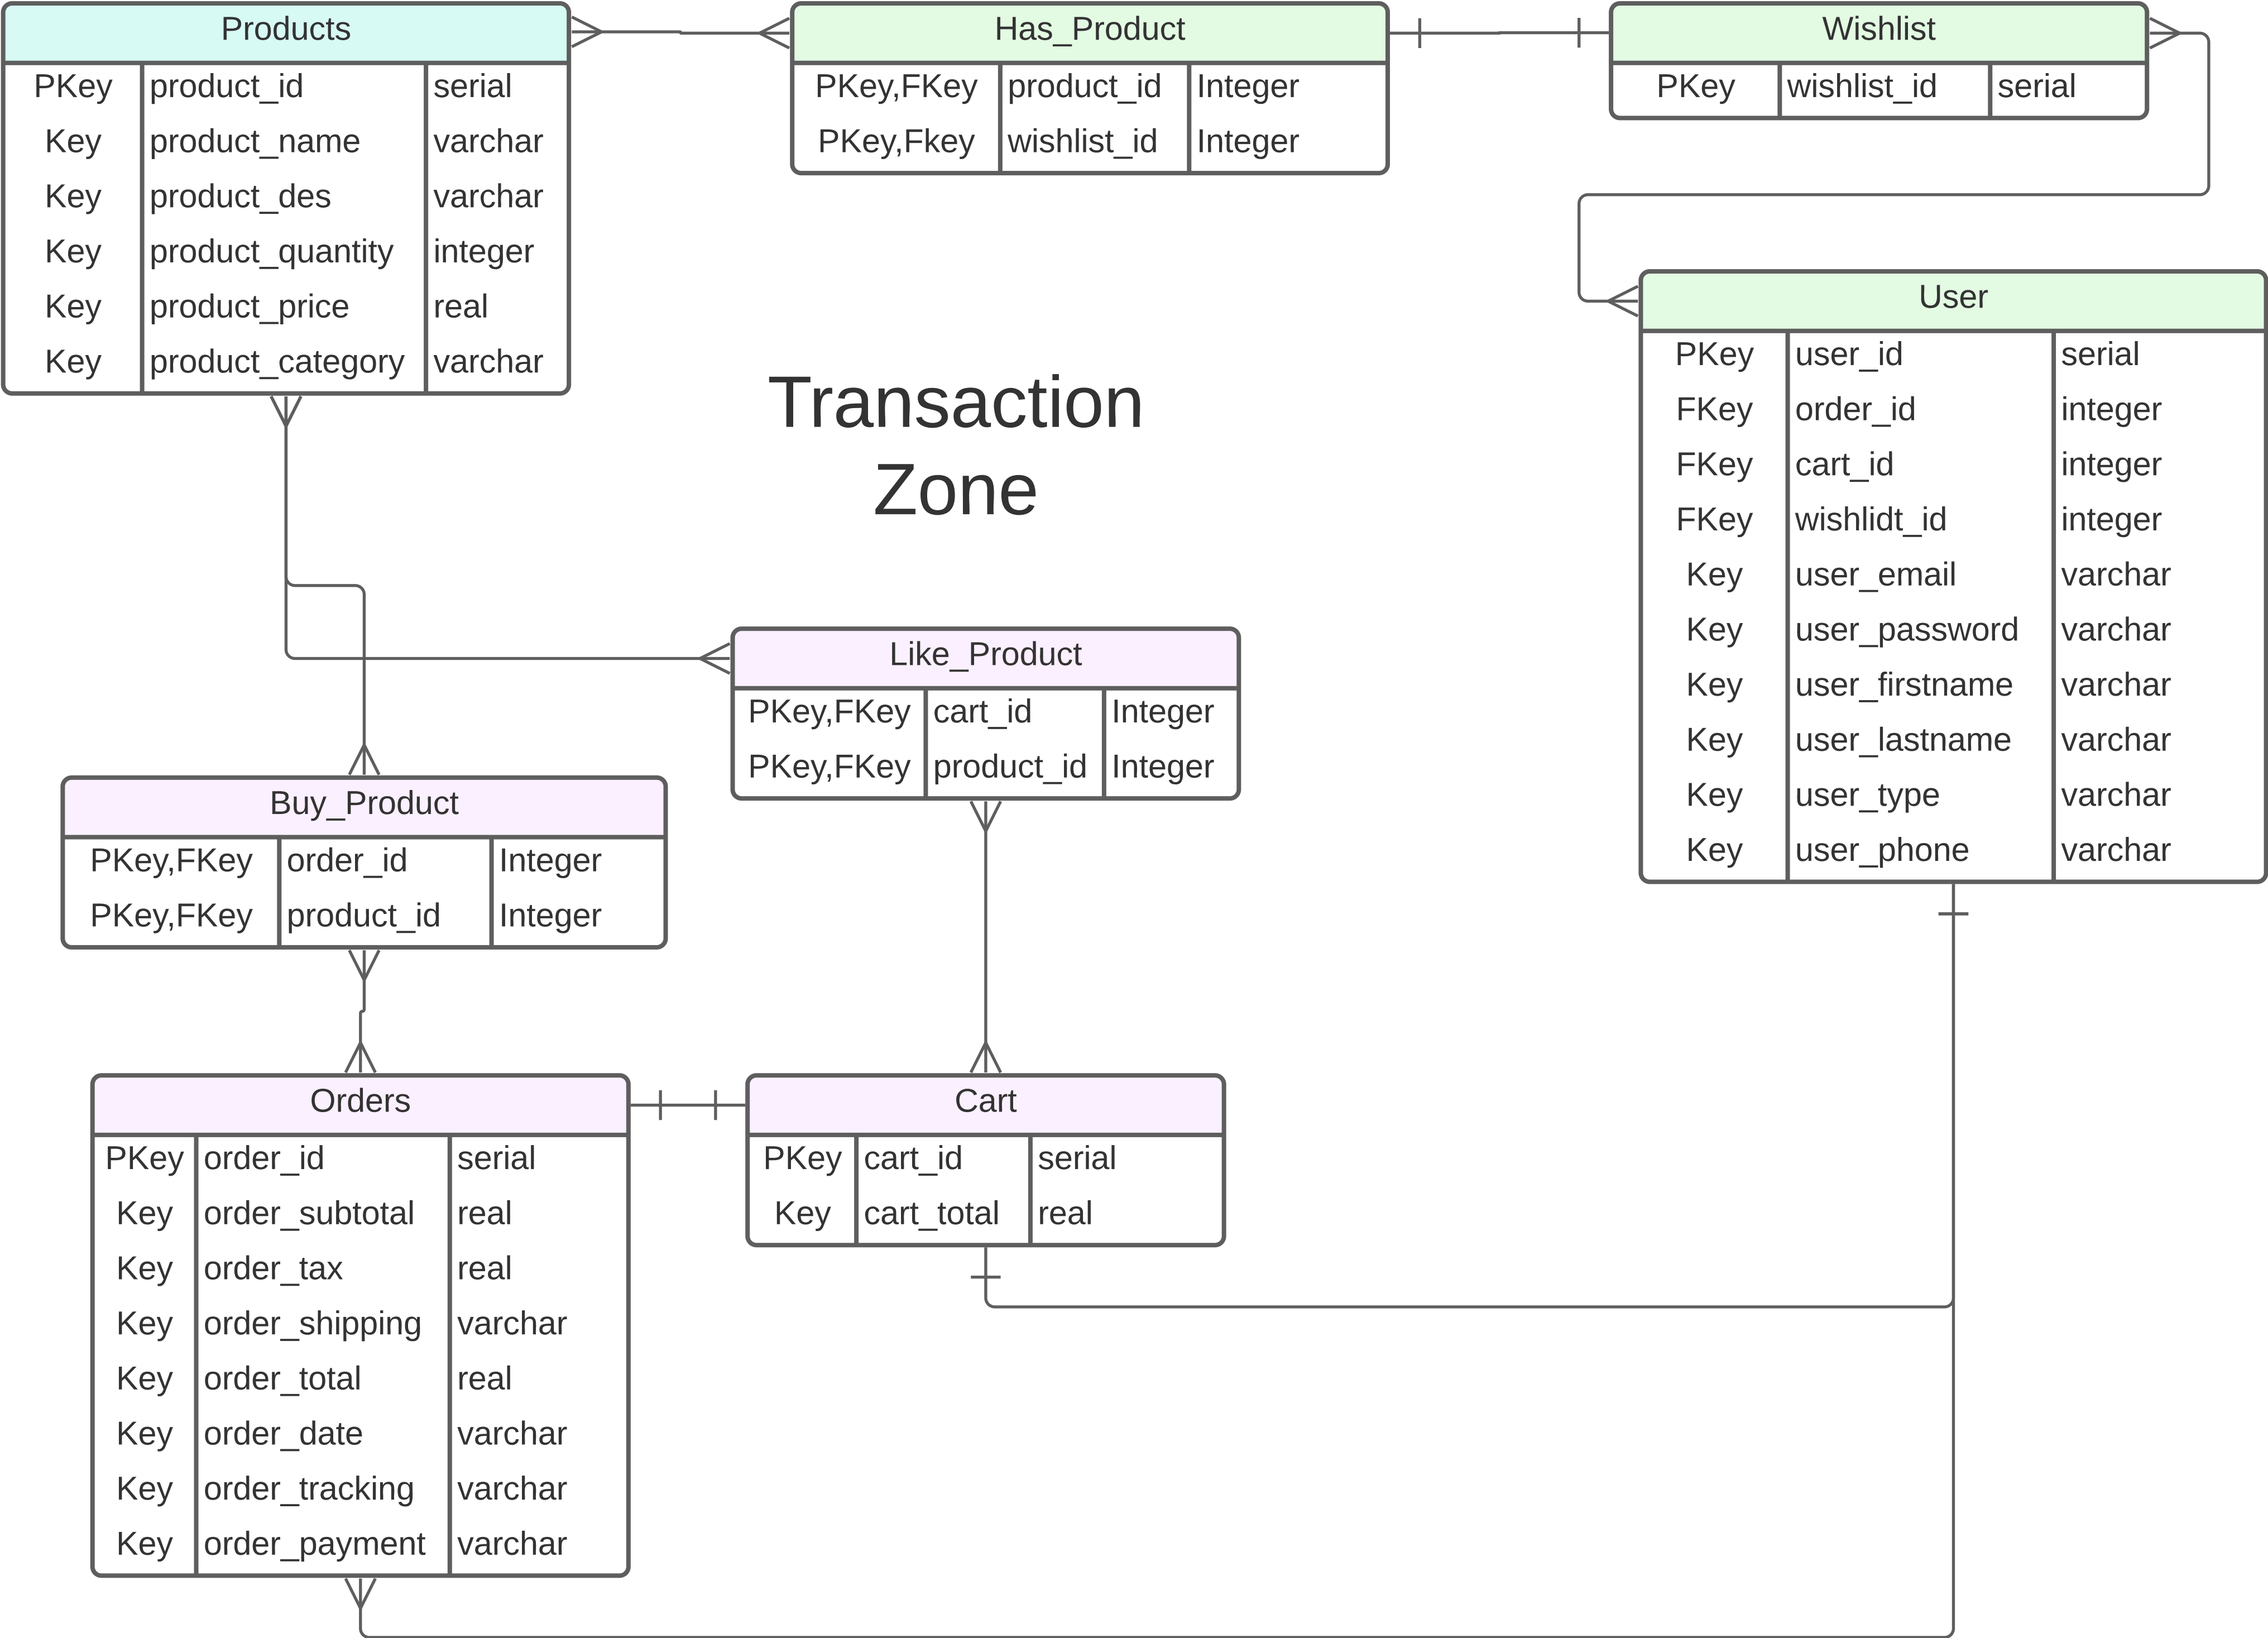 Products
PKey product_id serial
Key product_name varchar
Key product_des varchar
Key product_quantity integer
Key product_price real
Key product_category varchar
Has_Product
PKey,FKey product_id Integer
PKey,Fkey wishlist_id Integer
Wishlist
PKey wishlist_id serial
User
PKey user_id serial
FKey order_id integer
FKey cart_id integer
FKey wishlidt_id integer
Key user_email varchar
Key user_password varchar
Key user_firstname varchar
Key user_lastname varchar
Key user_type varchar
Key user_phone varchar
Transaction
Zone
Like_Product
PKey,FKey cart_id Integer
PKey,FKey product_id Integer
Buy_Product
PKey,FKey order_id Integer
PKey,FKey product_id Integer
Orders
PKey order_id serial
Key order_subtotal real
Key order_tax real
Key order_shipping varchar
Key order_total real
Key order_date varchar
Key order_tracking varchar
Key order_payment varchar
Cart
PKey cart_id serial
Key cart_total real